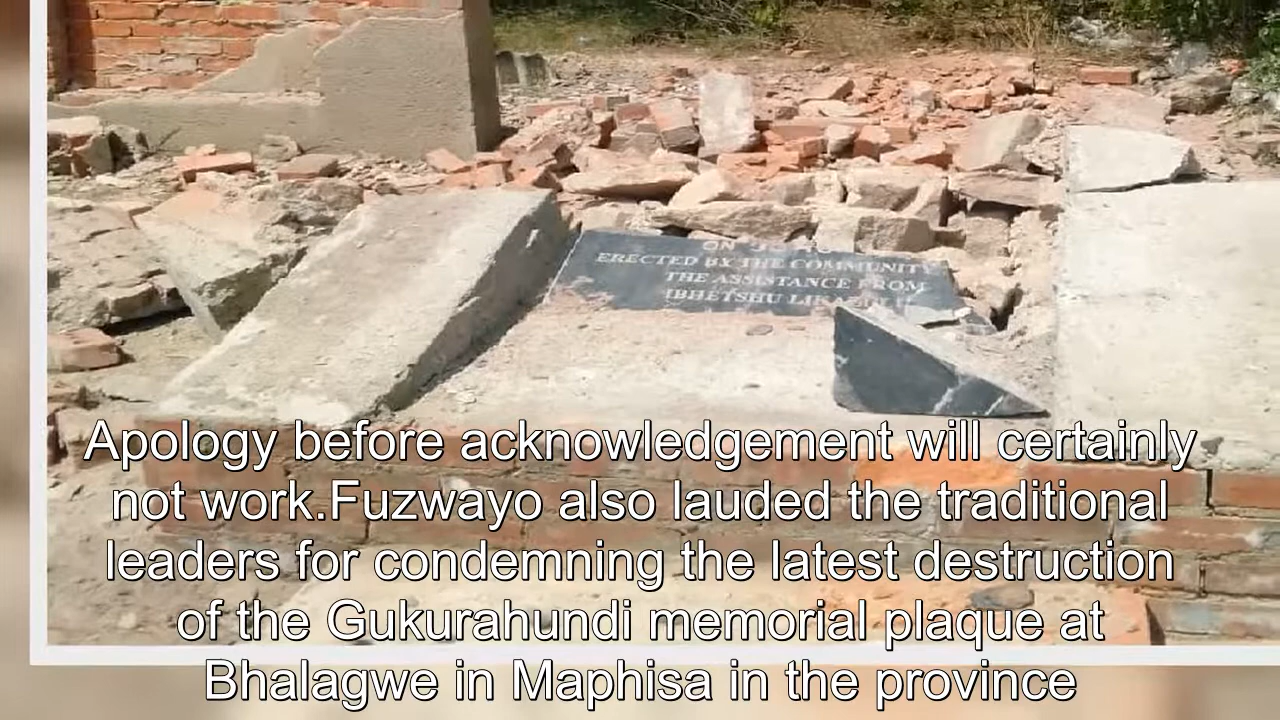 ERECTED BY THE COMMUNITY
THE ASSISTANCE FROM
IBHETSHU
Apology before acknowledgement will certainly
not work.Fuzwayo also lauded the traditional
leaders for condemning the latest destruction
of the Gukurahundi memorial plaque at
Bhalagwe in Maphisa in the province